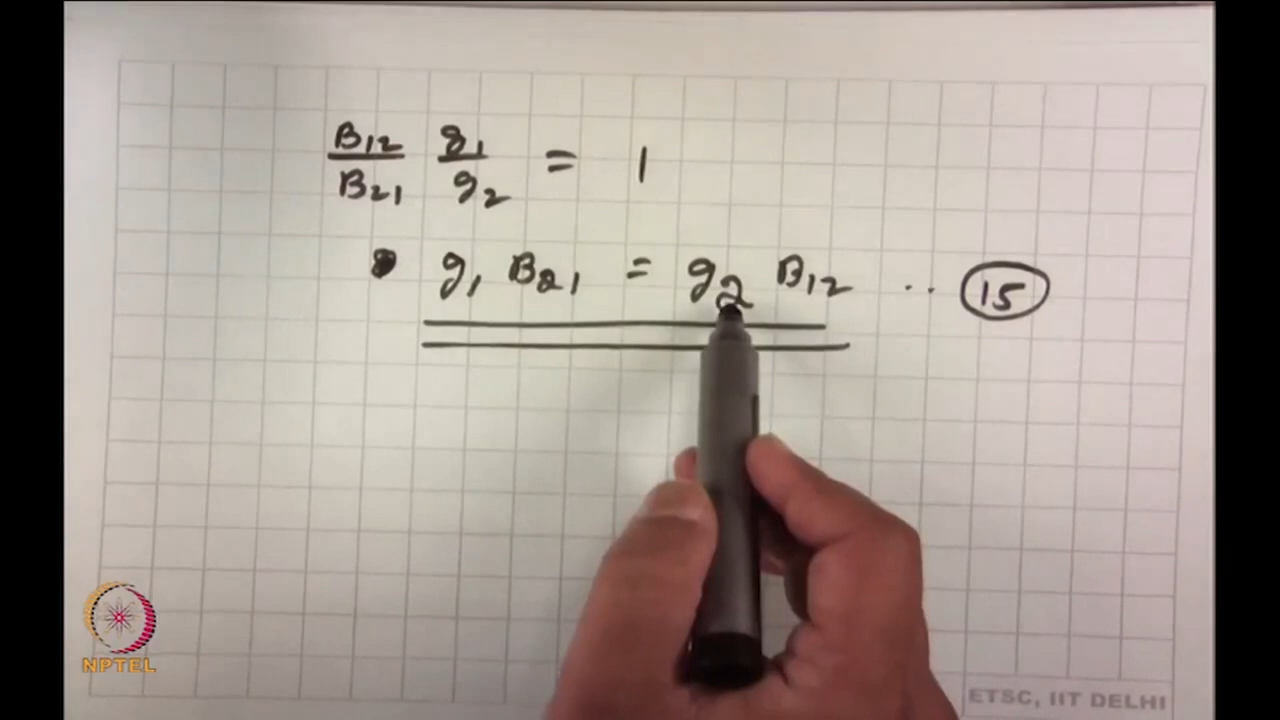 B12/B21 g1/g2 = 1
• g1 B21 = g2 B12 .. 15
NPTEL
ETSC, IIT DELHI